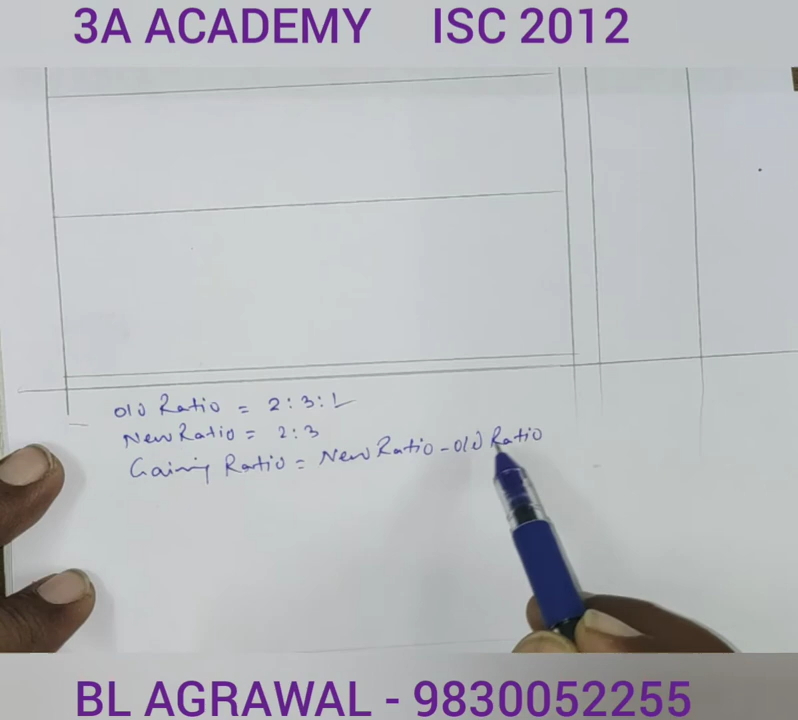 3A ACADEMY ISC 2012
Old Ratio = 2:3:1
New Ratio = 2:3
Gaining Ratio = New Ratio - Old Ratio
BL AGRAWAL - 9830052255